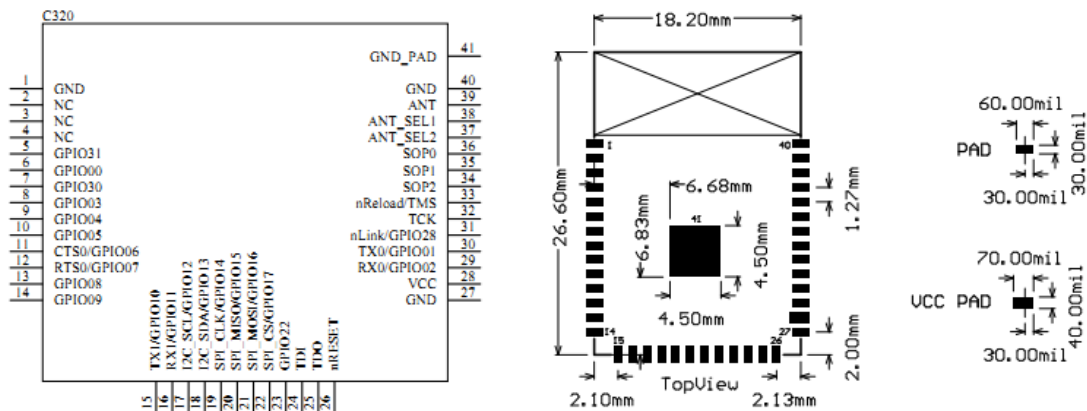 C320
GND_PAD 41
1 GND
2 NC
3 NC
4 NC
5 GPIO31
6 GPIO00
7 GPIO30
8 GPIO03
9 GPIO04
10 GPIO05
11 CTS0/GPIO06
12 RTS0/GPIO07
13 GPIO08
14 GPIO09
GND 40
ANT 39
ANT_SEL1 38
ANT_SEL2 37
SOP0 36
SOP1 35
SOP2 34
nReload/TMS 33
TCK 32
nLink/GPIO28 31
TX0/GPIO01 30
RX0/GPIO02 29
VCC 28
GND 27
15 TX1/GPIO10
16 RX1/GPIO11
17 I2C_SCL/GPIO12
18 I2C_SDA/GPIO13
19 SPI_CLK/GPIO14
20 SPI_MISO/GPIO15
21 SPI_MOSI/GPIO16
22 SPI_CS/GPIO17
23 GPIO22
24 TDI
25 TDO
26 nRESET
18.20mm
26.60mm
1
40
6.68mm
41
6.83mm
4.50mm
4.50mm
1.27mm
14
15
26
27
2.00mm
TopView
2.10mm
2.13mm
60.00mil
PAD
30.00mil
30.00mil
70.00mil
VCC PAD
40.00mil
30.00mil